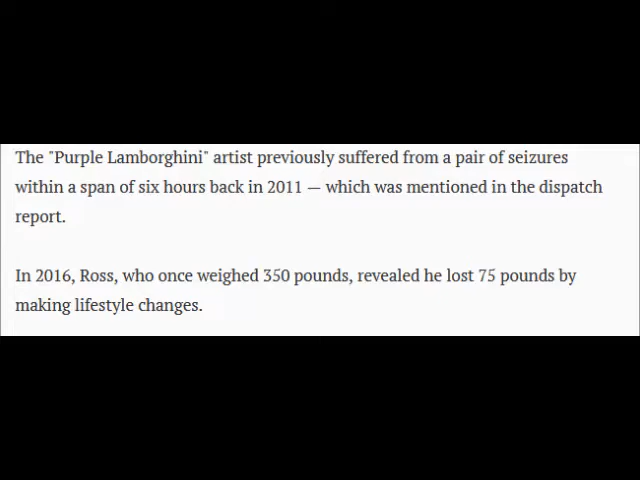 The "Purple Lamborghini" artist previously suffered from a pair of seizures
within a span of six hours back in 2011 — which was mentioned in the dispatch
report.
In 2016, Ross, who once weighed 350 pounds, revealed he lost 75 pounds by
making lifestyle changes.